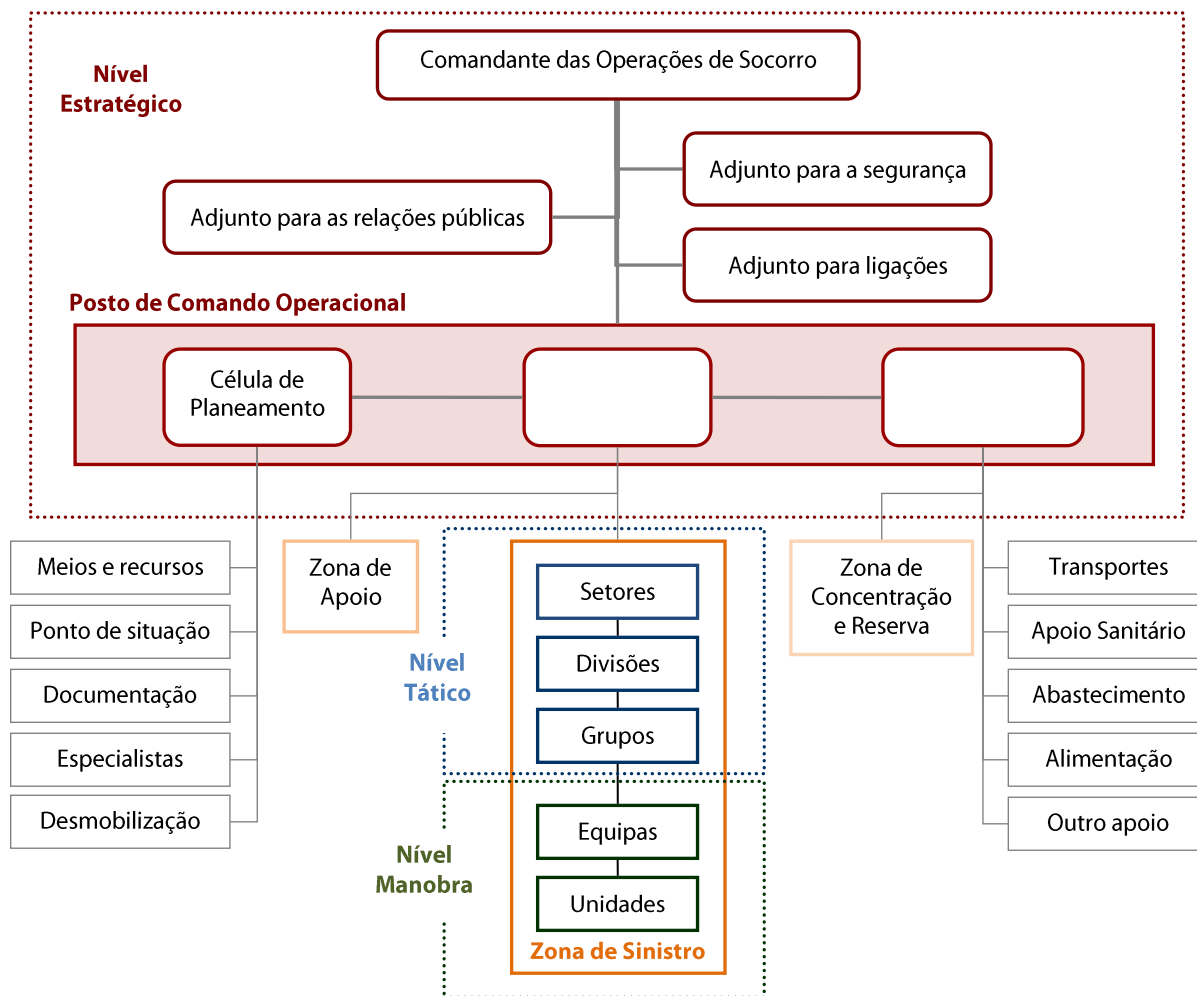 Comandante das Operações de Socorro
Nível
Estratégico
Adjunto para a segurança
Adjunto para as relações públicas
Adjunto para ligações
Posto de Comando Operacional
Célula de
Planeamento
Meios e recursos
Ponto de situação
Documentação
Especialistas
Desmobilização
Zona de
Apoio
Nível
Tático
Setores
Divisões
Grupos
Nível
Manobra
Equipas
Unidades
Zona de Sinistro
Zona de
Concentração
e Reserva
Transportes
Apoio Sanitário
Abastecimento
Alimentação
Outro apoio